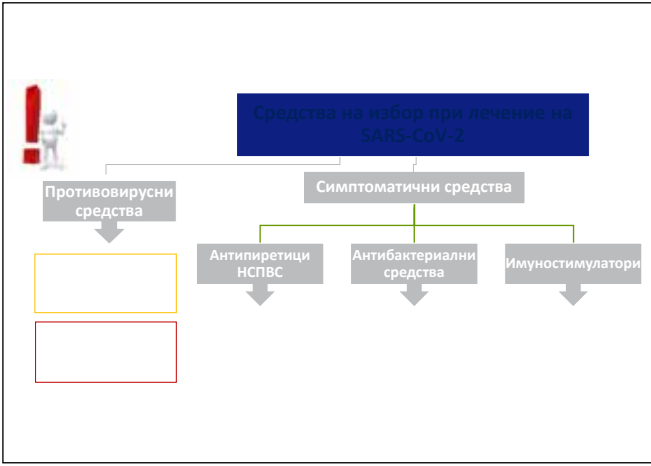 Средства на избор при лечение на
SARS-CoV-2
Противовирусни
средства
Симптоматични средства
Антипиретици
НСПВС
Антибактериални
средства
Имуностимулатори